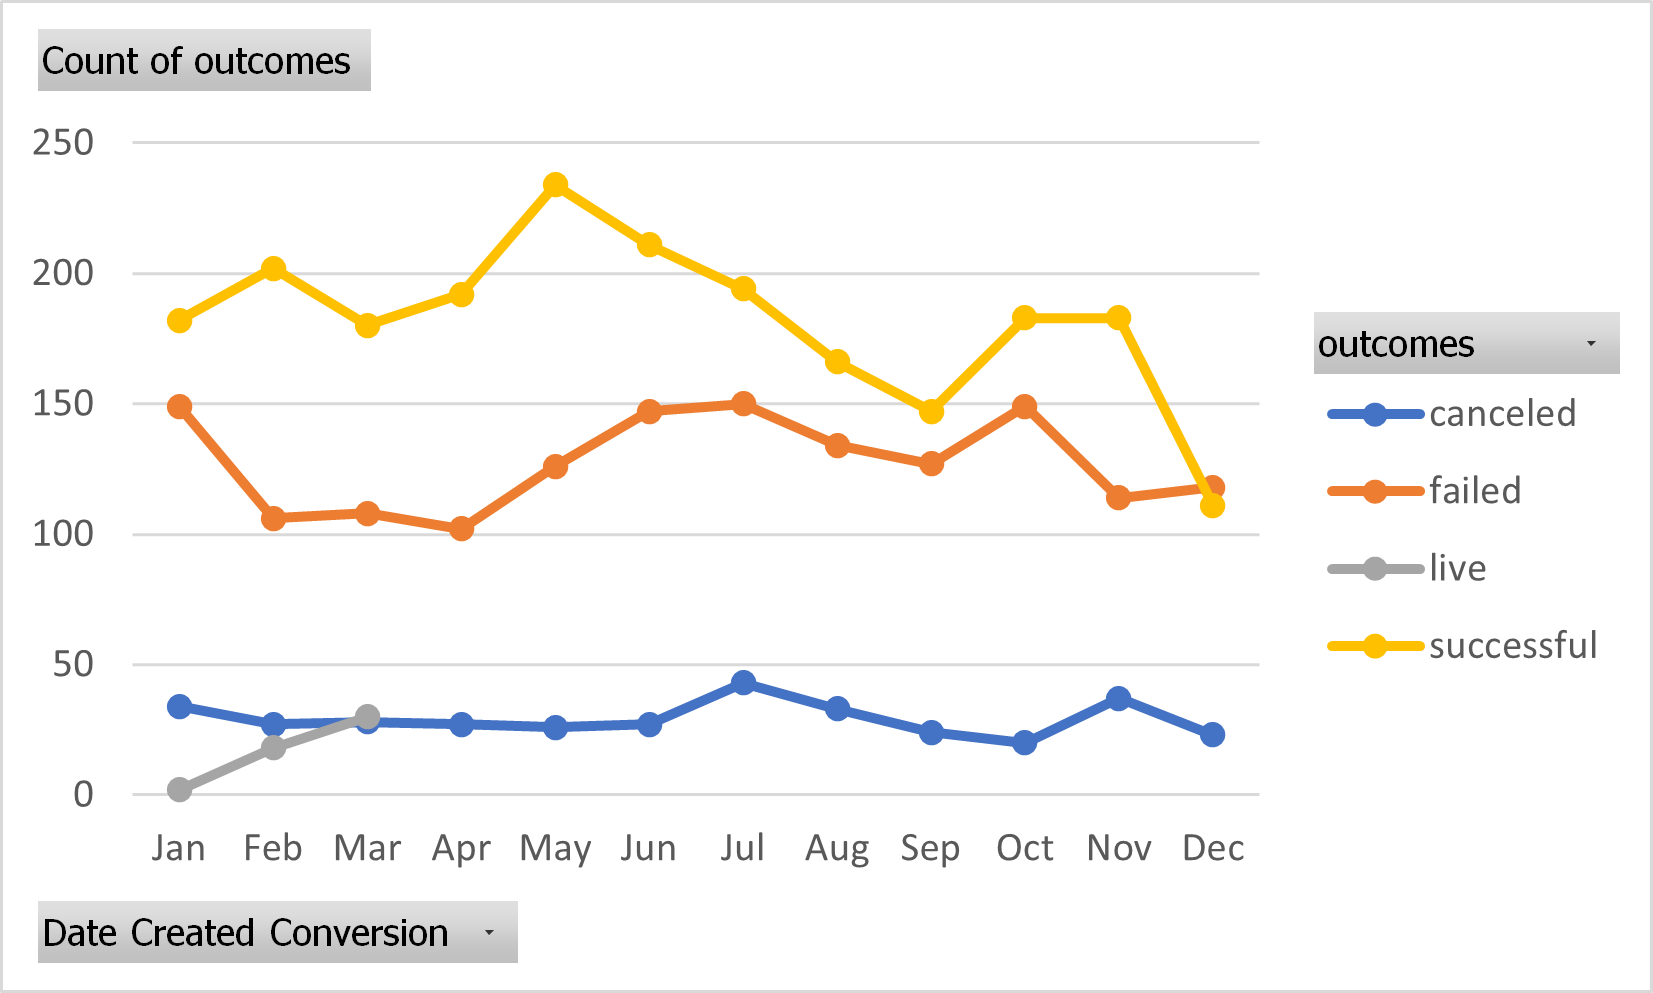 Count of outcomes
250
200
150
100
50
0
Jan Feb Mar Apr May Jun Jul Aug Sep Oct Nov Dec
Date Created Conversion
outcomes
canceled
failed
live
successful